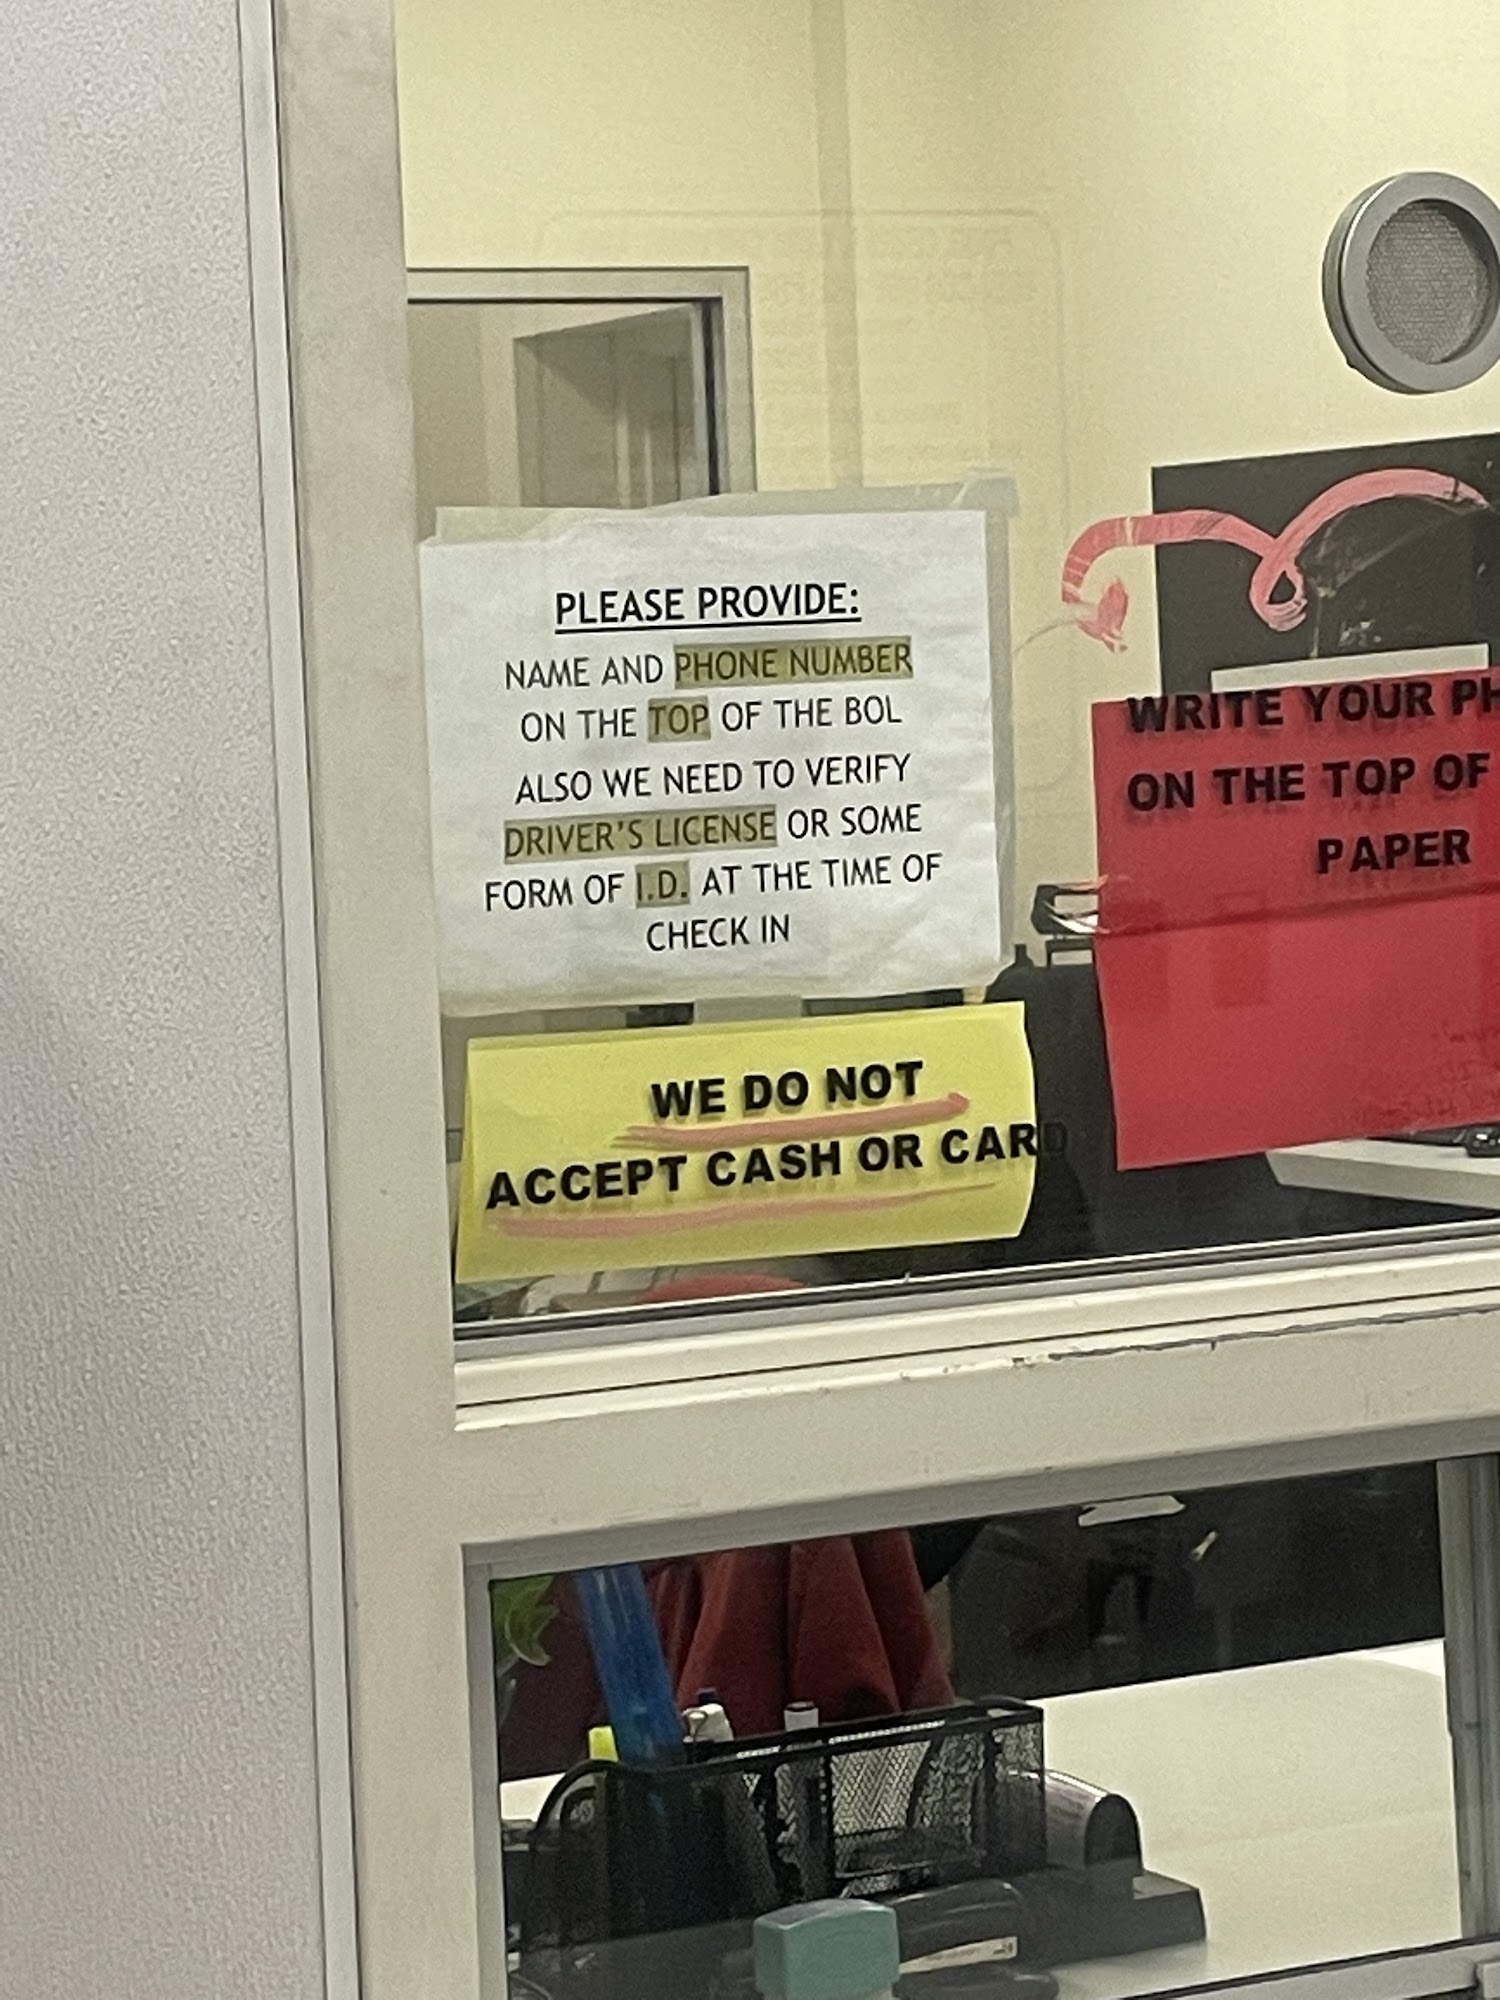 PLEASE PROVIDE:
NAME AND PHONE NUMBER
ON THE TOP OF THE BOL
ALSO WE NEED TO VERIFY
DRIVER'S LICENSE OR SOME
FORM OF I.D. AT THE TIME OF
CHECK IN
WE DO NOT
ACCEPT CASH OR CARD
WRITE YOUR PH
ON THE TOP OF
PAPER